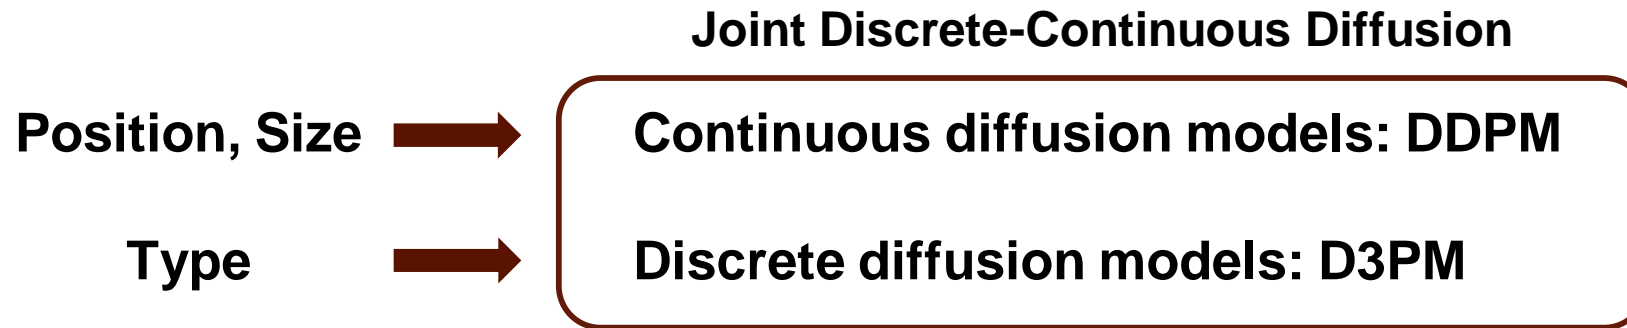 Joint Discrete-Continuous Diffusion
Position, Size
Continuous diffusion models: DDPM
Type
Discrete diffusion models: D3PM